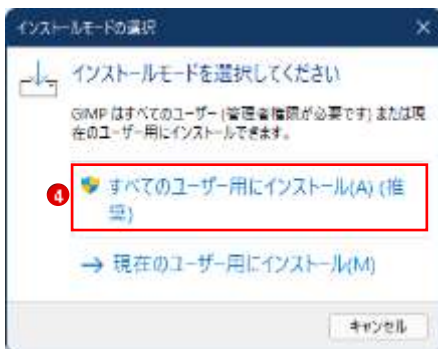 インストールモードの選択
インストールモードを選択してください
GIMP はすべてのユーザー (管理者権限が必要です) または現
在のユーザー用にインストールできます。
4
すべてのユーザー用にインストール(A) (推
奨)
→ 現在のユーザー用にインストール(M)
キャンセル